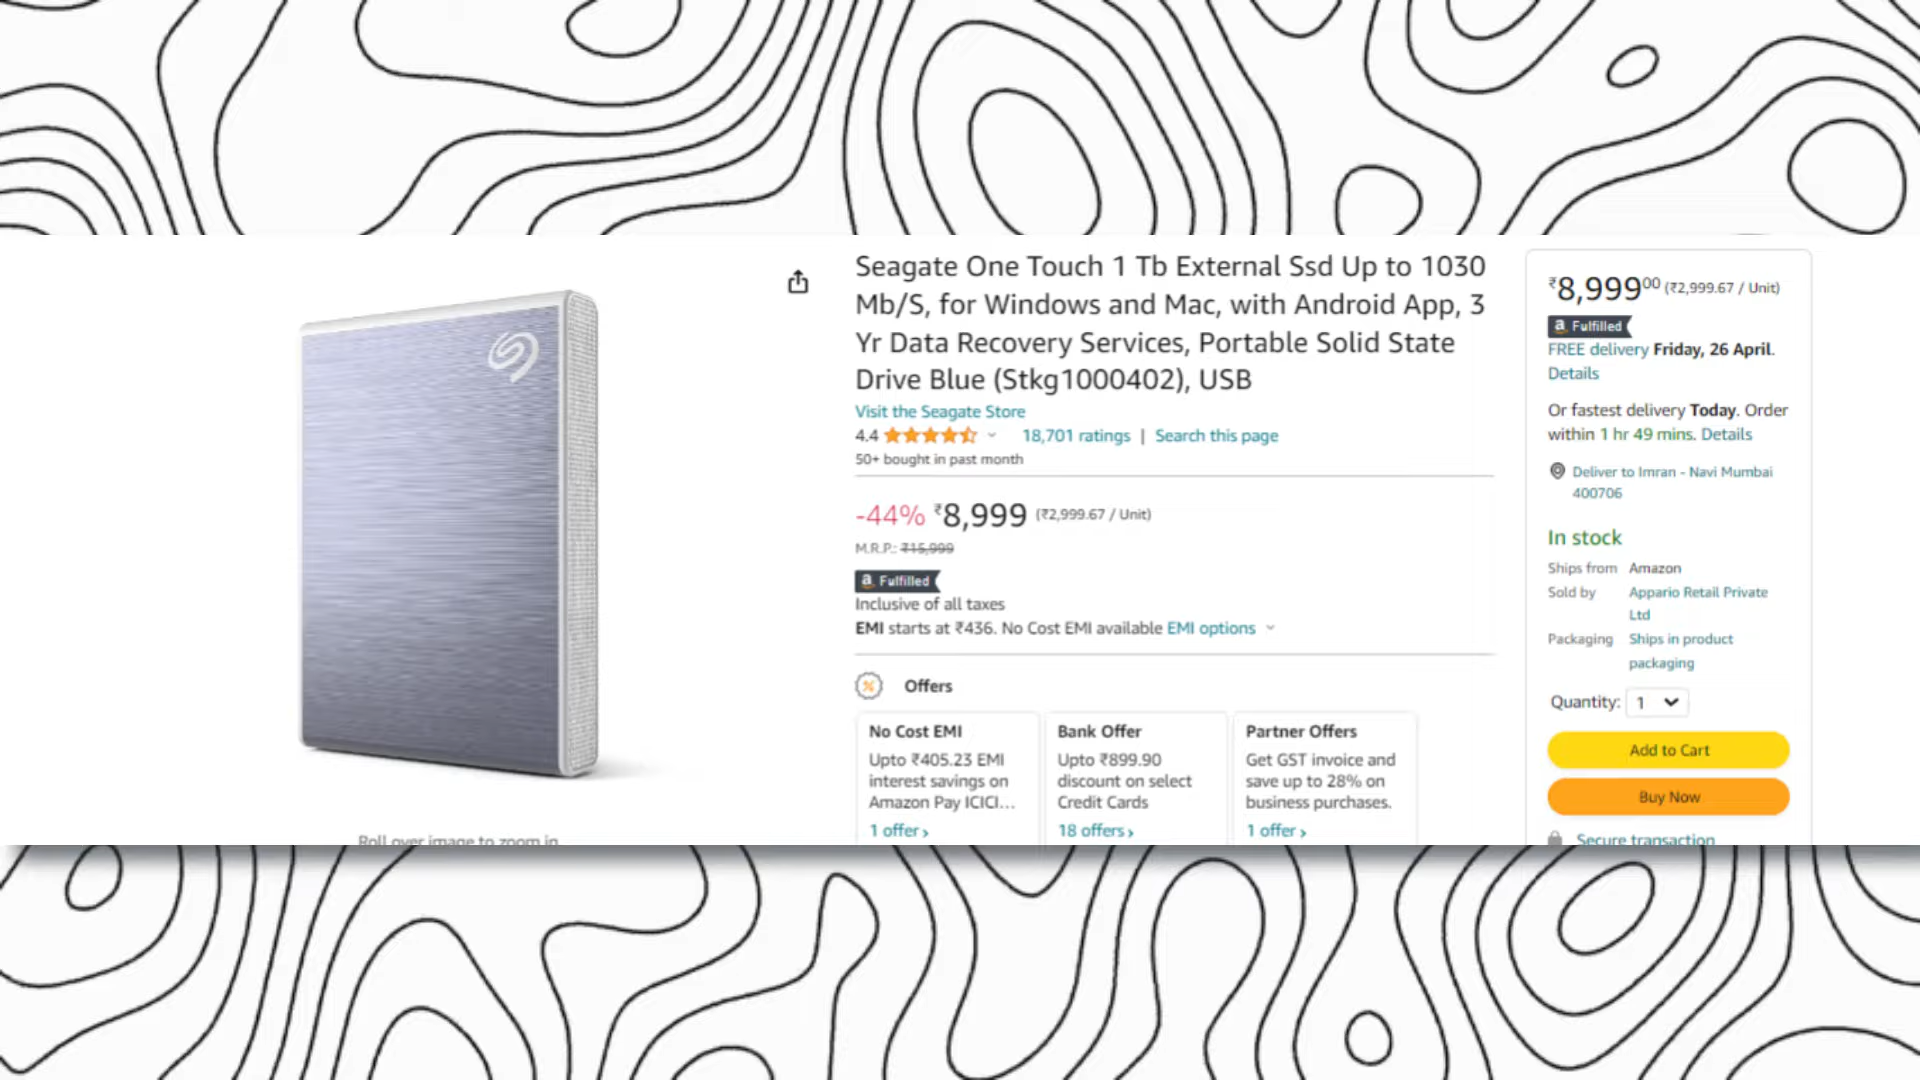 Seagate One Touch 1 Tb External Ssd Up to 1030
Mb/S, for Windows and Mac, with Android App, 3
Yr Data Recovery Services, Portable Solid State
Drive Blue (Stkg1000402), USB
Visit the Seagate Store
4.4 18,701 ratings | Search this page
50+ bought in past month
-44% ₹8,999 (₹2,999.67 / Unit)
M.R.P.: ₹15,999
a Fulfilled
Inclusive of all taxes
EMI starts at ₹436. No Cost EMI available EMI options
Offers
No Cost EMI
Upto ₹405.23 EMI
interest savings on
Amazon Pay ICICI...
1 offer›
Bank Offer
Upto ₹899.90
discount on select
Credit Cards
18 offers›
Partner Offers
Get GST invoice and
save up to 28% on
business purchases.
1 offer›
Roll over image to zoom in
₹8,99900 (₹2,999.67 / Unit)
a Fulfilled
FREE delivery Friday, 26 April.
Details
Or fastest delivery Today. Order
within 1 hr 49 mins. Details
Deliver to Imran - Navi Mumbai
400706
In stock
Ships from Amazon
Sold by Appario Retail Private
Ltd
Packaging Ships in product
packaging
Quantity: 1
Add to Cart
Buy Now
Secure transaction